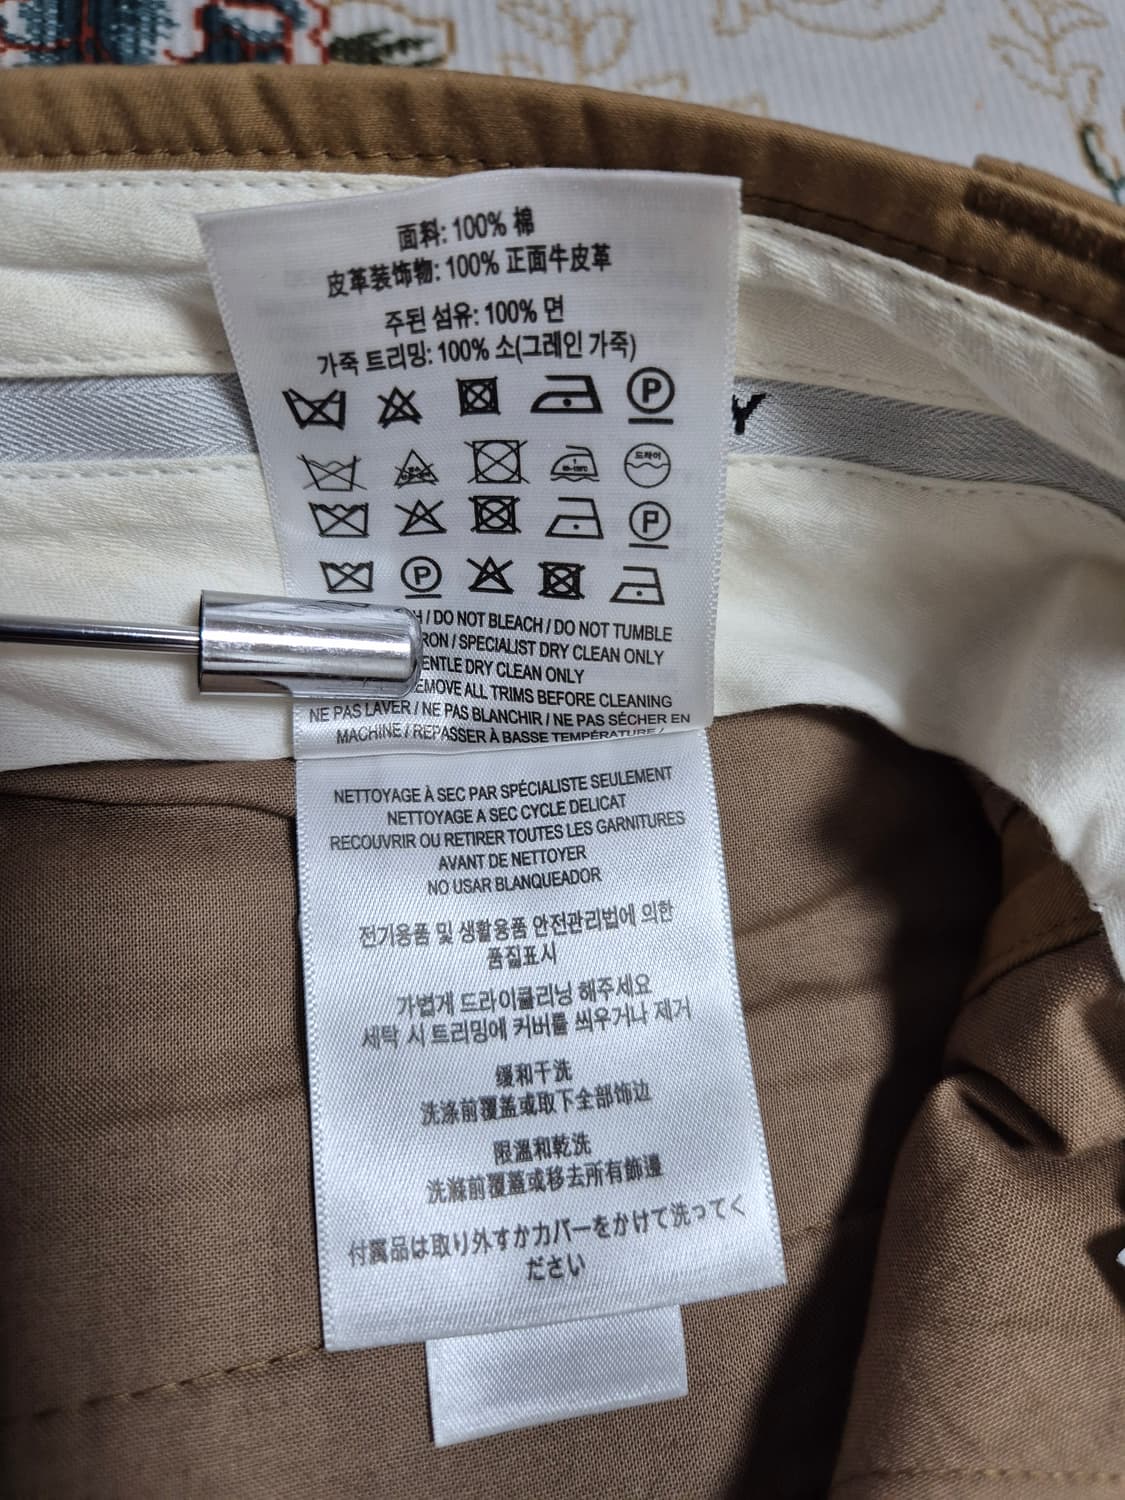 面料: 100% 棉
皮革装饰物: 100% 正面牛皮革
주된 섬유: 100% 면
가죽 트리밍: 100% 소(그레인 가죽)
P
드라이
P
P
/ DO NOT BLEACH / DO NOT TUMBLE
/ SPECIALIST DRY CLEAN ONLY
DRY CLEAN ONLY
ALL TRIMS BEFORE CLEANING
NE PAS LAVER / NE PAS BLANCHIR / NE PAS SÉCHER EN
MACHINE / REPASSER À BASSE TEMPÉRATURE /
NETTOYAGE À SEC PAR SPÉCIALISTE SEULEMENT
NETTOYAGE A SEC CYCLE DELICAT
RECOUVRIR OU RETIRER TOUTES LES GARNITURES
AVANT DE NETTOYER
NO USAR BLANQUEADOR
전기용품 및 생활용품 안전관리법에 의한
품질표시
가볍게 드라이클리닝 해주세요
세탁 시 트리밍에 커버를 씌우거나 제거
缓和干洗
洗涤前覆盖或取下全部饰边
限溫和乾洗
洗滌前覆蓋或移去所有飾邊
付属品は取り外すかカバーをかけて洗ってく
ださい
Y